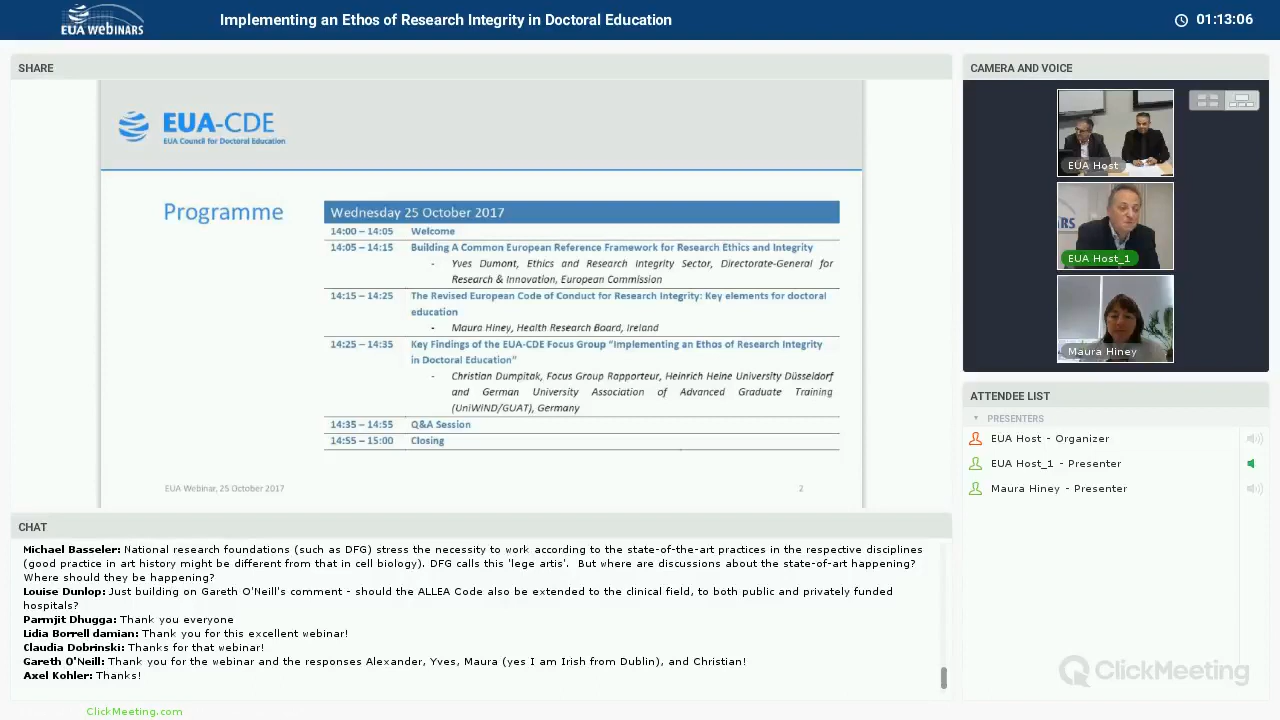 EUA WEBINARS
Implementing an Ethos of Research Integrity in Doctoral Education
01:13:06
SHARE
EUA-CDE
EUA Council for Doctoral Education
Programme
Wednesday 25 October 2017
14:00 – 14:05 Welcome
14:05 – 14:15 Building A Common European Reference Framework for Research Ethics and Integrity
- Yves Dumont, Ethics and Research Integrity Sector, Directorate-General for
Research & Innovation, European Commission
14:15 – 14:25 The Revised European Code of Conduct for Research Integrity: Key elements for doctoral
education
- Maura Hiney, Health Research Board, Ireland
14:25 – 14:35 Key Findings of the EUA-CDE Focus Group “Implementing an Ethos of Research Integrity
in Doctoral Education”
- Christian Dumpitak, Focus Group Rapporteur, Heinrich Heine University Düsseldorf
and German University Association of Advanced Graduate Training
(UniWiND/GUAT), Germany
14:35 – 14:55 Q&A Session
14:55 – 15:00 Closing
EUA Webinar, 25 October 2017
2
CAMERA AND VOICE
EUA Host
EUA Host_1
Maura Hiney
ATTENDEE LIST
PRESENTERS
EUA Host - Organizer
EUA Host_1 - Presenter
Maura Hiney - Presenter
CHAT
Michael Basseler: National research foundations (such as DFG) stress the necessity to work according to the state-of-the-art practices in the respective disciplines
(good practice in art history might be different from that in cell biology). DFG calls this 'lege artis'. But where are discussions about the state-of-art happening?
Where should they be happening?
Louise Dunlop: Just building on Gareth O'Neill's comment - should the ALLEA Code also be extended to the clinical field, to both public and privately funded
hospitals?
Parmjit Dhugga: Thank you everyone
Lidia Borrell damian: Thank you for this excellent webinar!
Claudia Dobrinski: Thanks for that webinar!
Gareth O'Neill: Thank you for the webinar and the responses Alexander, Yves, Maura (yes I am Irish from Dublin), and Christian!
Axel Kohler: Thanks!
ClickMeeting
ClickMeeting.com